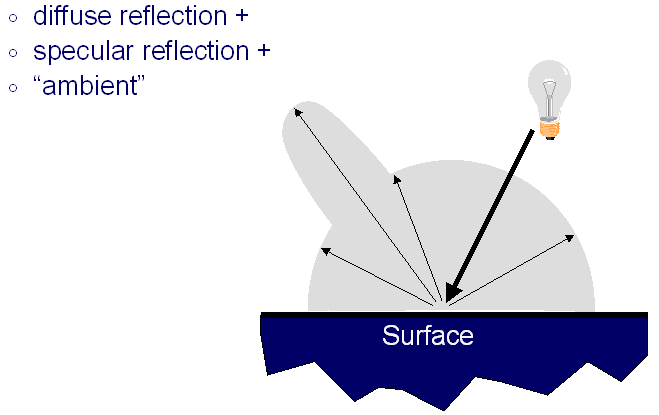 diffuse reflection +
specular reflection +
“ambient”
Surface